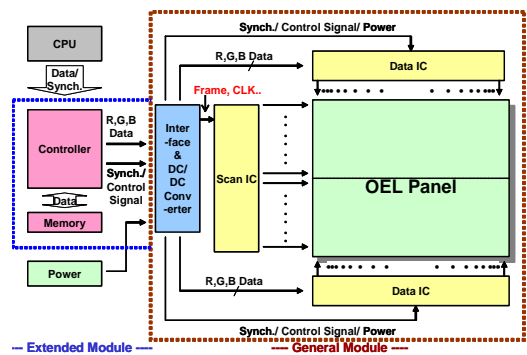 Synch./ Control Signal/ Power
CPU
R,G,B Data
Data IC
Data/
Synch.
Frame, CLK..
R,G,B
Data
Controller
Inter
-face
&
DC/
DC
Conv
-erter
Scan IC
OEL Panel
Synch./
Control
Signal
Data
Memory
Power
R,G,B Data
Data IC
Synch./ Control Signal/ Power
--- Extended Module ----
---- General Module ----